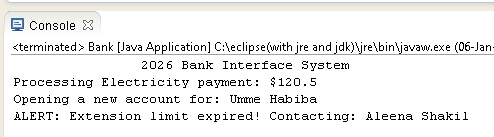 Console
<terminated> Bank [Java Application] C:\eclipse(with jre and jdk)\jre\bin\javaw.exe (06-Jan-
2026 Bank Interface System
Processing Electricity payment: $120.5
Opening a new account for: Umme Habiba
ALERT: Extension limit expired! Contacting: Aleena Shakil